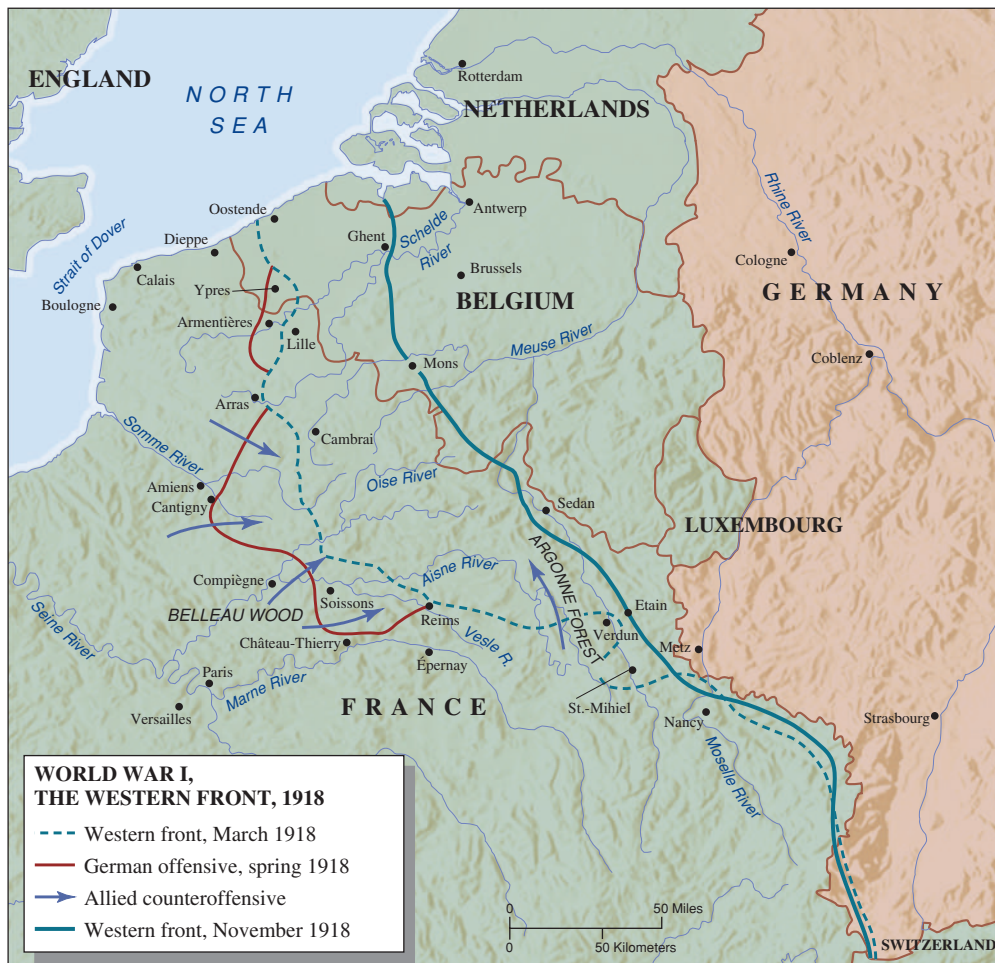 ENGLAND
NORTH
SEA
Rotterdam
NETHERLANDS
Rhine River
Strait of Dover
Oostende
Antwerp
Dieppe
Ghent
Schelde
River
Calais
Brussels
Cologne
Ypres
Boulogne
BELGIUM
GERMANY
Armentières
Lille
Meuse River
Mons
Coblenz
Arras
Somme River
Cambrai
Oise River
Amiens
Cantigny
Sedan
LUXEMBOURG
ARGONNE FOREST
Compiègne
Aisne River
Soissons
BELLEAU WOOD
Reims
Etain
Verdun
Seine River
Château-Thierry
Vesle R.
Metz
Épernay
Paris
Marne River
St.-Mihiel
Versailles
FRANCE
Nancy
Strasbourg
Moselle River
WORLD WAR I,
THE WESTERN FRONT, 1918
Western front, March 1918
German offensive, spring 1918
Allied counteroffensive
Western front, November 1918
0 50 Miles
0 50 Kilometers
SWITZERLAND